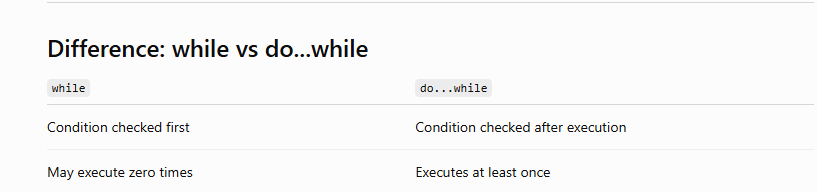 Difference: while vs do...while
while do...while
Condition checked first Condition checked after execution
May execute zero times Executes at least once